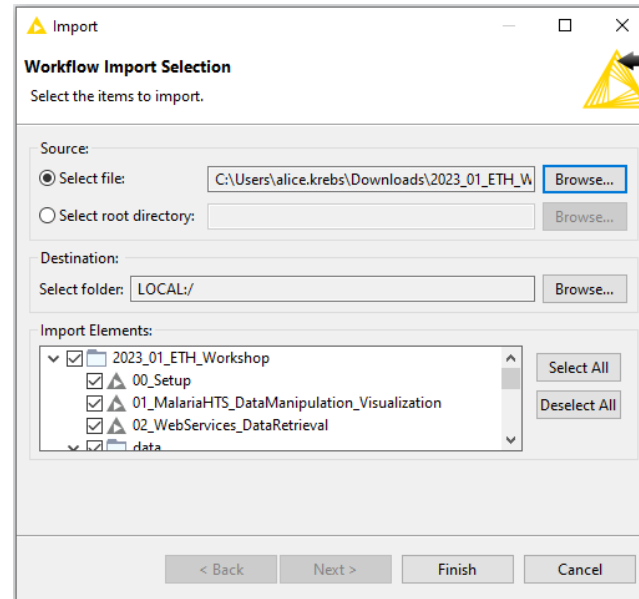 Import
Workflow Import Selection
Select the items to import.
Source:
Select file: C:\Users\alice.krebs\Downloads\2023_01_ETH_W Browse...
Select root directory: Browse...
Destination:
Select folder: LOCAL:/ Browse...
Import Elements:
2023_01_ETH_Workshop
00_Setup
Select All
01_MalariaHTS_DataManipulation_Visualization
Deselect All
02_WebServices_DataRetrieval
data
< Back Next > Finish Cancel